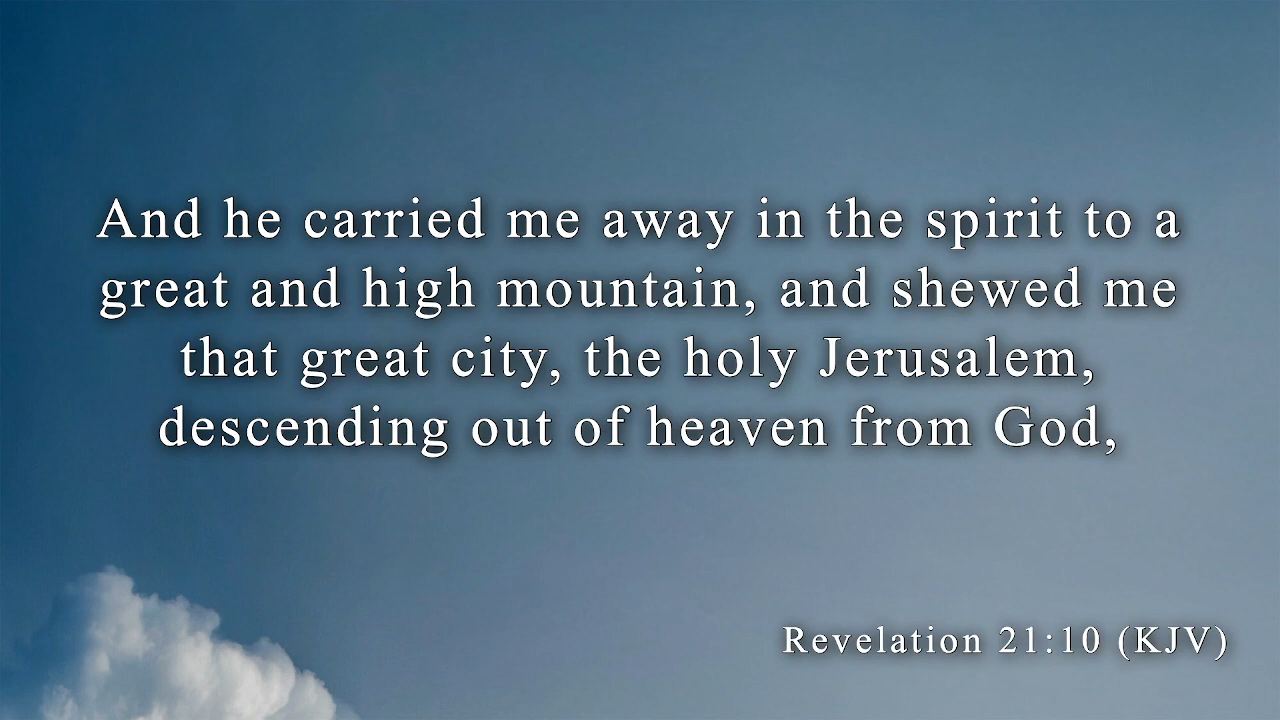 And he carried me away in the spirit to a
great and high mountain, and shewed me
that great city, the holy Jerusalem,
descending out of heaven from God,
Revelation 21:10 (KJV)